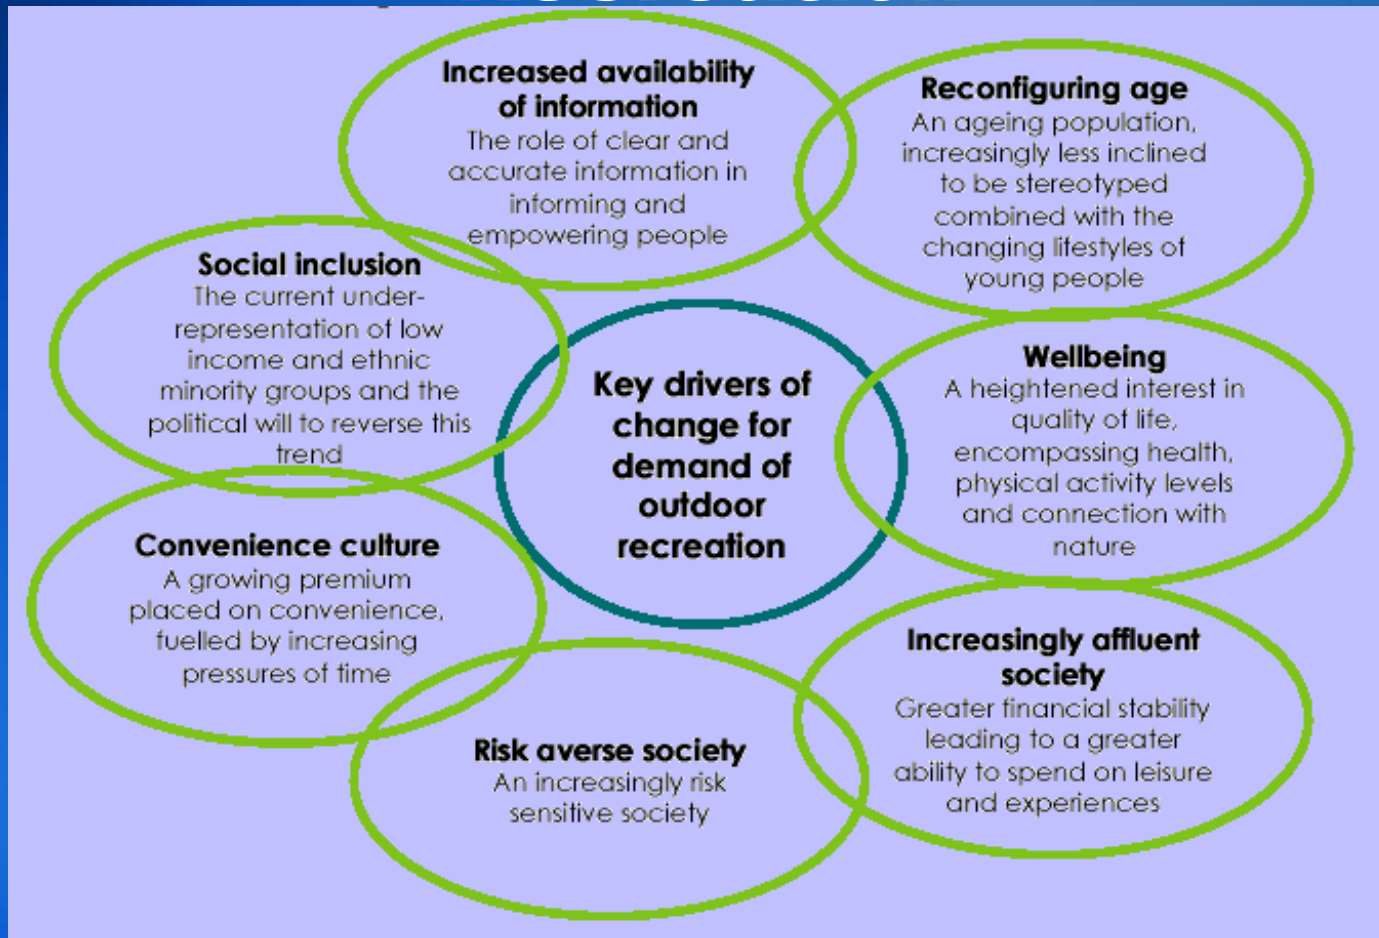 Increased availability
of information
The role of clear and
accurate information in
informing and
empowering people
Reconfiguring age
An ageing population,
increasingly less inclined
to be stereotyped
combined with the
changing lifestyles of
young people
Social inclusion
The current under-
representation of low
income and ethnic
minority groups and the
political will to reverse this
trend
Key drivers of
change for
demand of
outdoor
recreation
Wellbeing
A heightened interest in
quality of life,
encompassing health,
physical activity levels
and connection with
nature
Convenience culture
A growing premium
placed on convenience,
fuelled by increasing
pressures of time
Risk averse society
An increasingly risk
sensitive society
Increasingly affluent
society
Greater financial stability
leading to a greater
ability to spend on leisure
and experiences